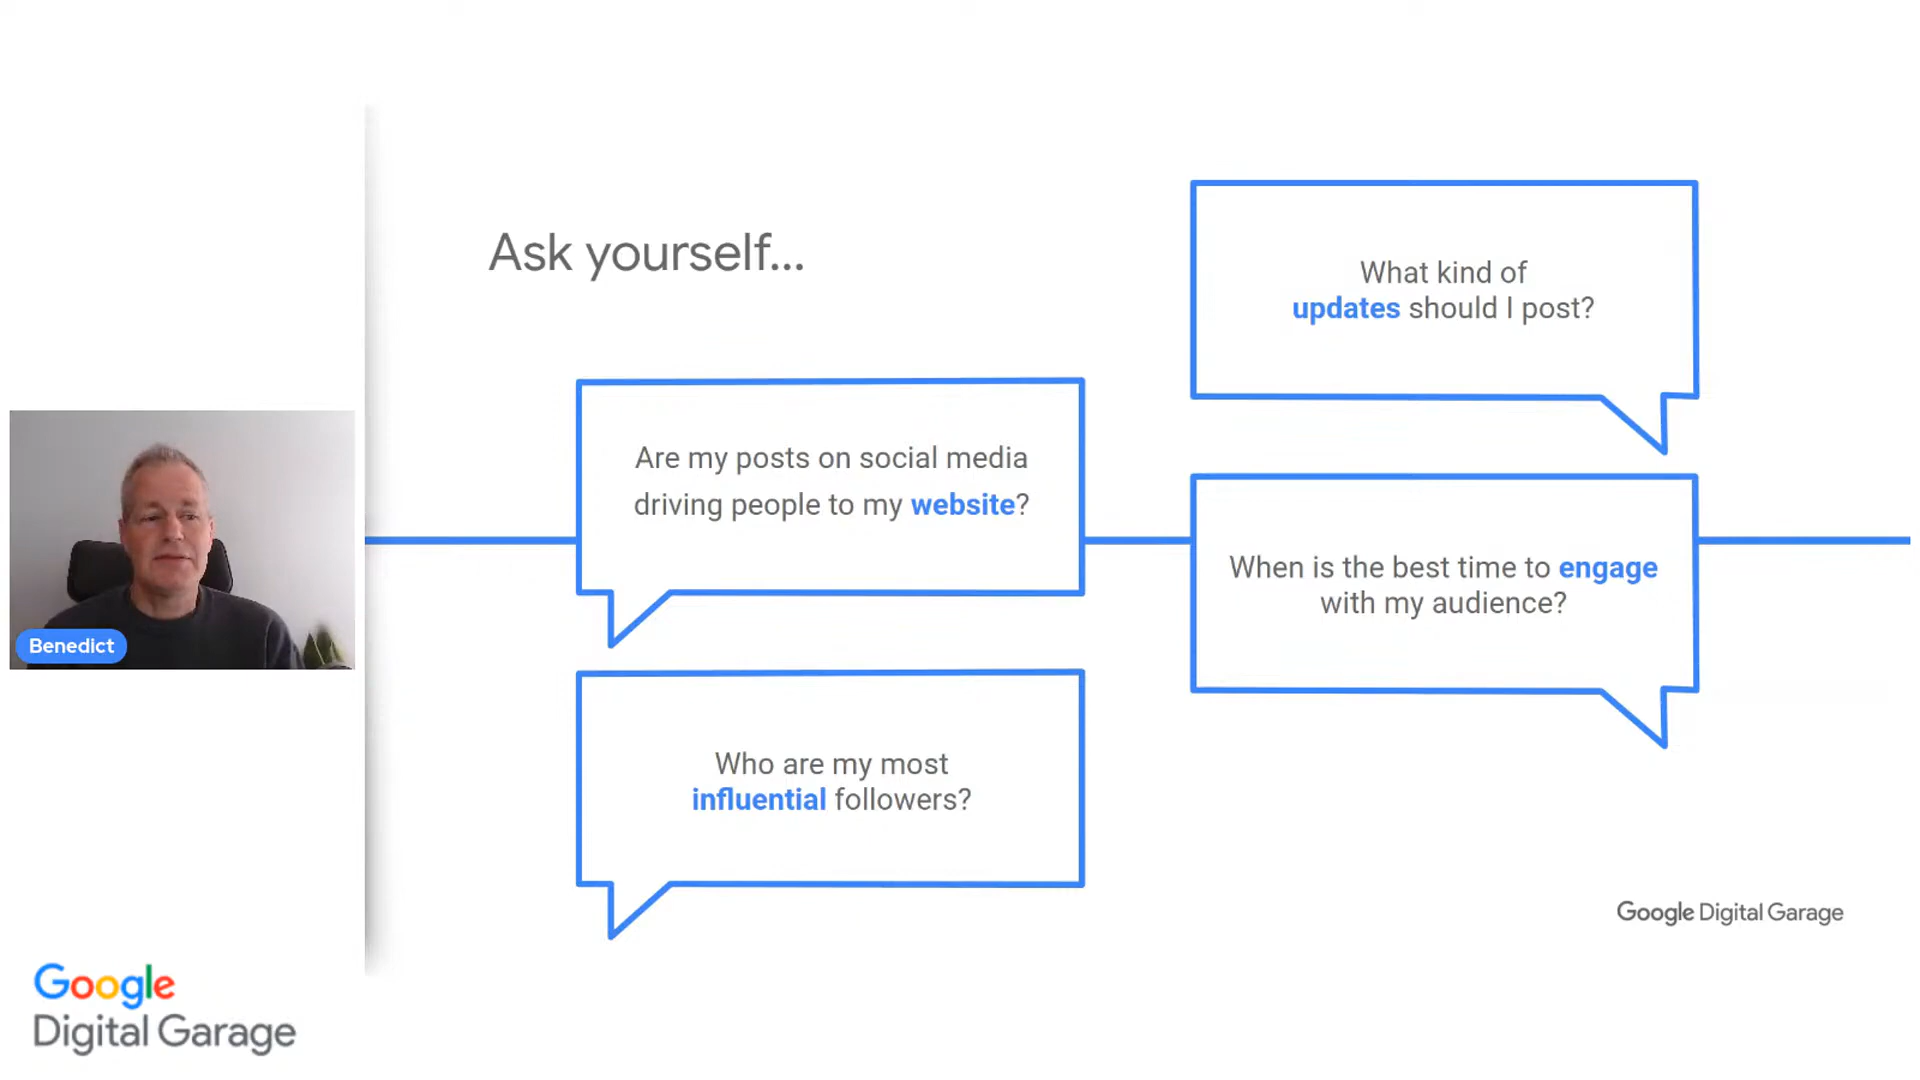 Ask yourself...
Are my posts on social media
driving people to my website?
Who are my most
influential followers?
What kind of
updates should I post?
When is the best time to engage
with my audience?
Google Digital Garage
Benedict
Google
Digital Garage